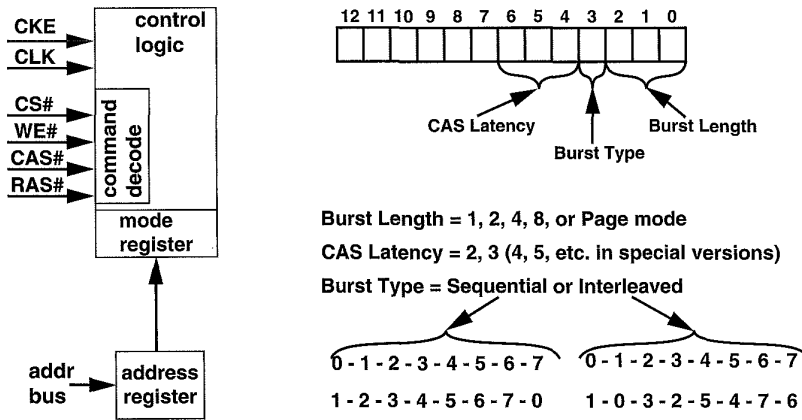 CKE
CLK
CS#
WE#
CAS#
RAS#
control
logic
command
decode
mode
register
addr
bus
address
register
12 11 10 9 8 7 6 5 4 3 2 1 0
CAS Latency
Burst Type
Burst Length
Burst Length = 1, 2, 4, 8, or Page mode
CAS Latency = 2, 3 (4, 5, etc. in special versions)
Burst Type = Sequential or Interleaved
0 - 1 - 2 - 3 - 4 - 5 - 6 - 7
1 - 2 - 3 - 4 - 5 - 6 - 7 - 0
0 - 1 - 2 - 3 - 4 - 5 - 6 - 7
1 - 0 - 3 - 2 - 5 - 4 - 7 - 6